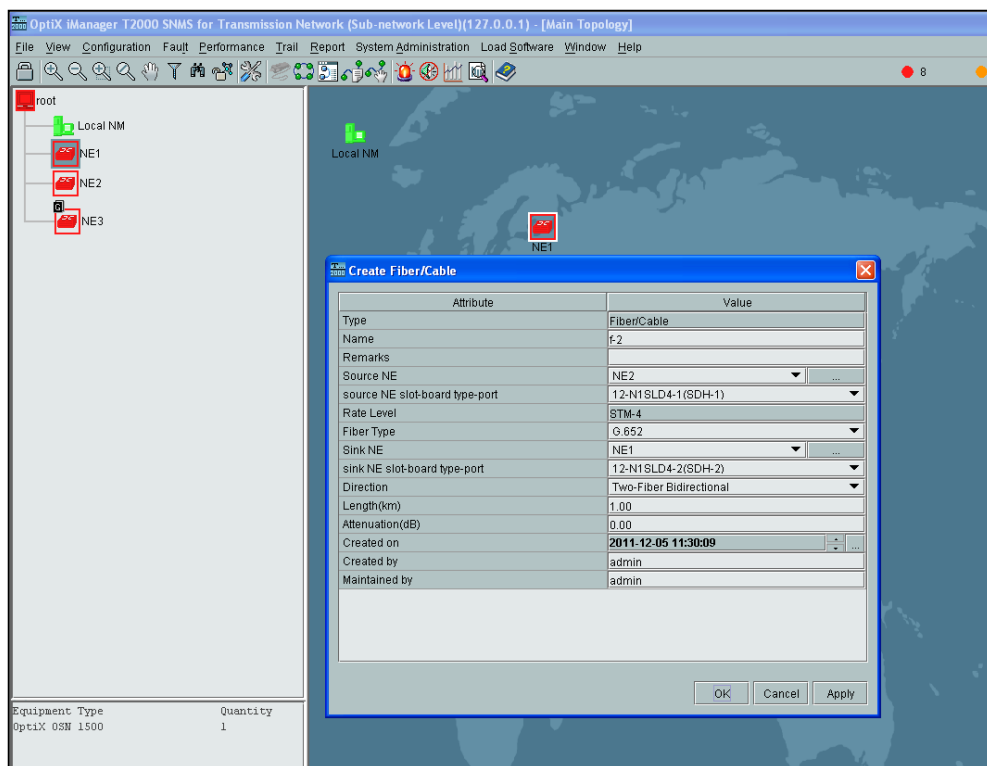 OptiX iManager T2000 SNMS for Transmission Network (Sub-network Level)(127.0.0.1) - [Main Topology]
File View Configuration Fault Performance Trail Report System Administration Load Software Window Help
8
root
Local NM
NE1
NE2
G
NE3
Local NM
NE1
Create Fiber/Cable
Attribute Value
Type Fiber/Cable
Name f-2
Remarks
Source NE NE2 ...
source NE slot-board type-port 12-N1SLD4-1(SDH-1)
Rate Level STM-4
Fiber Type G.652
Sink NE NE1 ...
sink NE slot-board type-port 12-N1SLD4-2(SDH-2)
Direction Two-Fiber Bidirectional
Length(km) 1.00
Attenuation(dB) 0.00
Created on 2011-12-05 11:30:09 ...
Created by admin
Maintained by admin
OK Cancel Apply
Equipment Type Quantity
OptiX OSN 1500 1